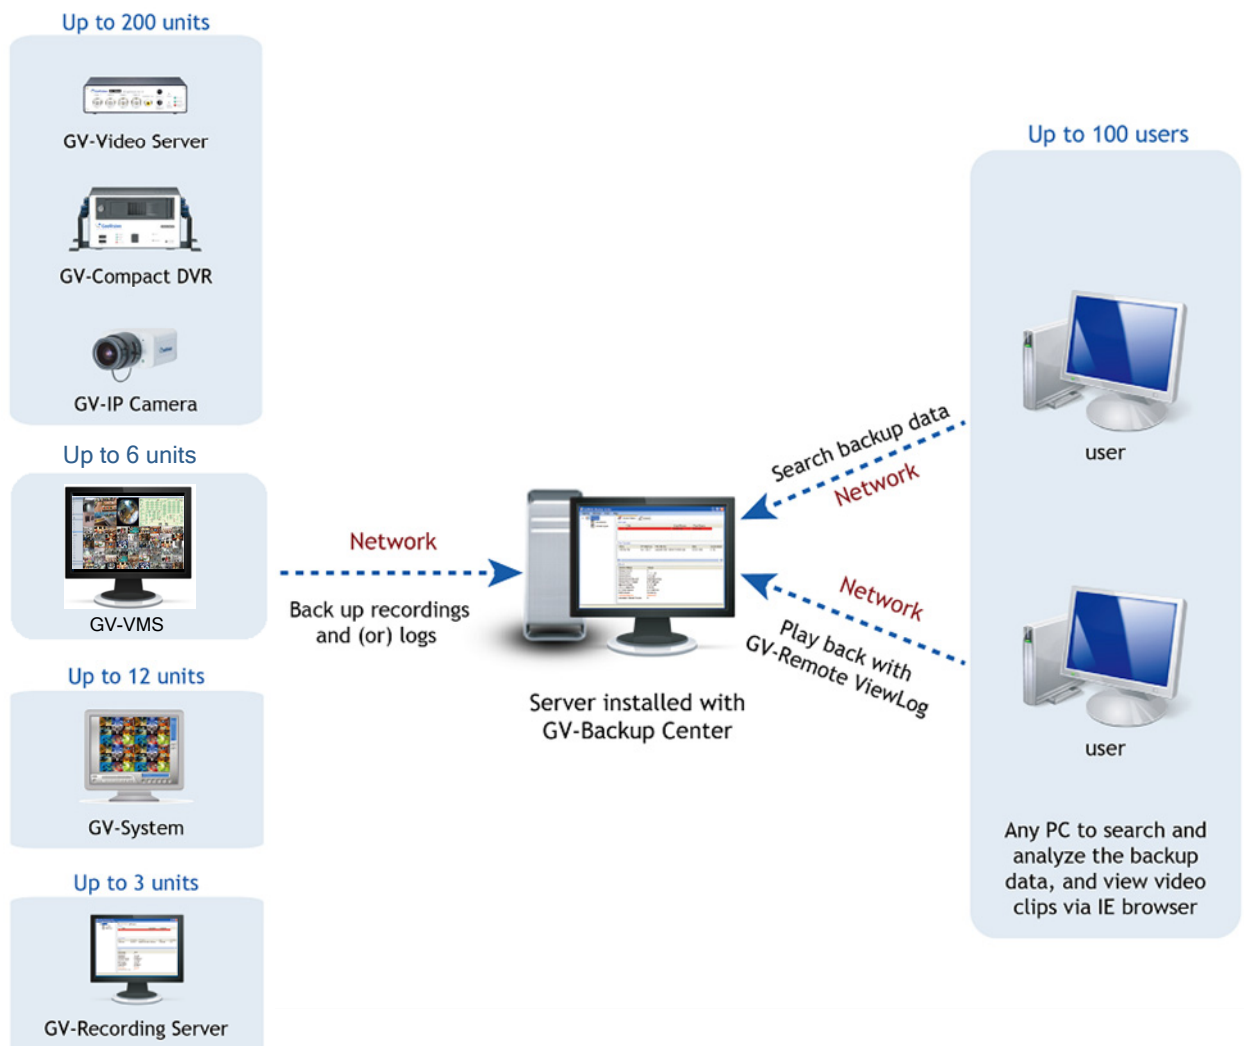 Up to 200 units
GV-Video Server
GV-Compact DVR
GV-IP Camera
Up to 6 units
GV-VMS
Up to 12 units
GV-System
Up to 3 units
GV-Recording Server
Network
Back up recordings
and (or) logs
Server installed with
GV-Backup Center
Search backup data
Network
Network
Play back with
GV-Remote ViewLog
Up to 100 users
user
user
Any PC to search and
analyze the backup
data, and view video
clips via IE browser